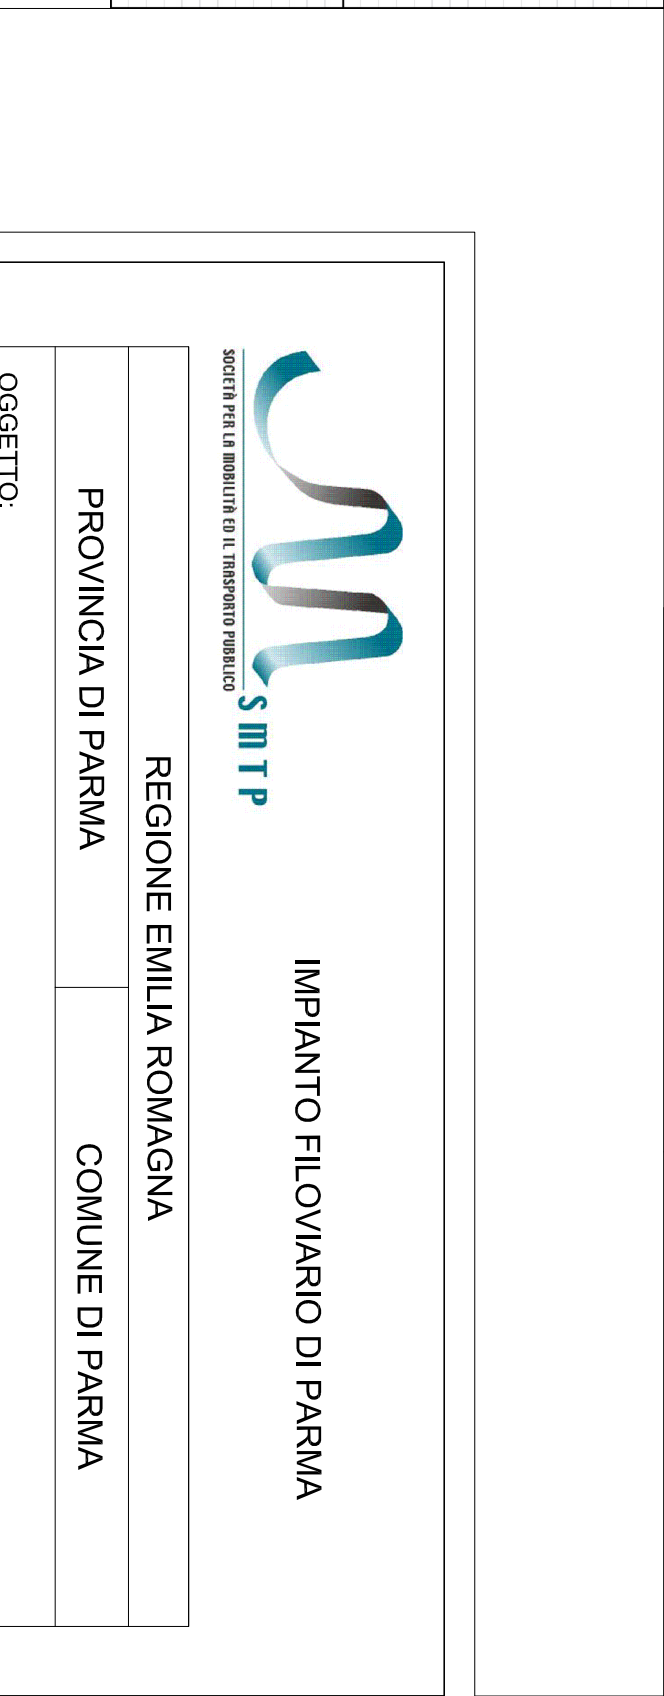 IMPIANTO FILOVIARIO DI PARMA
SMTP
SOCIETÀ PER LA MOBILITÀ ED IL TRASPORTO PUBBLICO
REGIONE EMILIA ROMAGNA
PROVINCIA DI PARMA
COMUNE DI PARMA
OGGETTO: